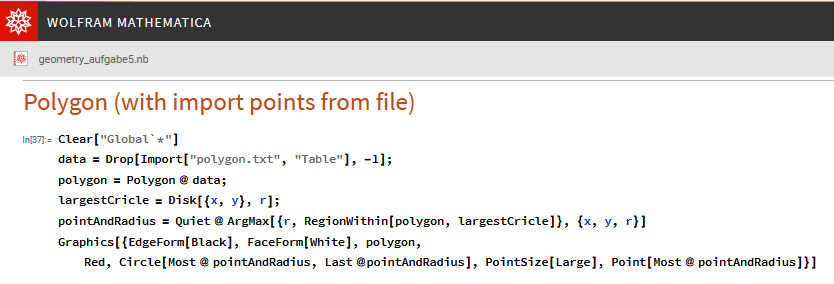 WOLFRAM MATHEMATICA
geometry_aufgabe5.nb
Polygon (with import points from file)
In[37]:= Clear["Global`*"]
data = Drop[Import["polygon.txt", "Table"], -1];
polygon = Polygon @ data;
largestCricle = Disk[{x, y}, r];
pointAndRadius = Quiet @ ArgMax[{r, RegionWithin[polygon, largestCricle]}, {x, y, r}]
Graphics[{EdgeForm[Black], FaceForm[White], polygon,
Red, Circle[Most @ pointAndRadius, Last @pointAndRadius], PointSize[Large], Point[Most @ pointAndRadius]}]